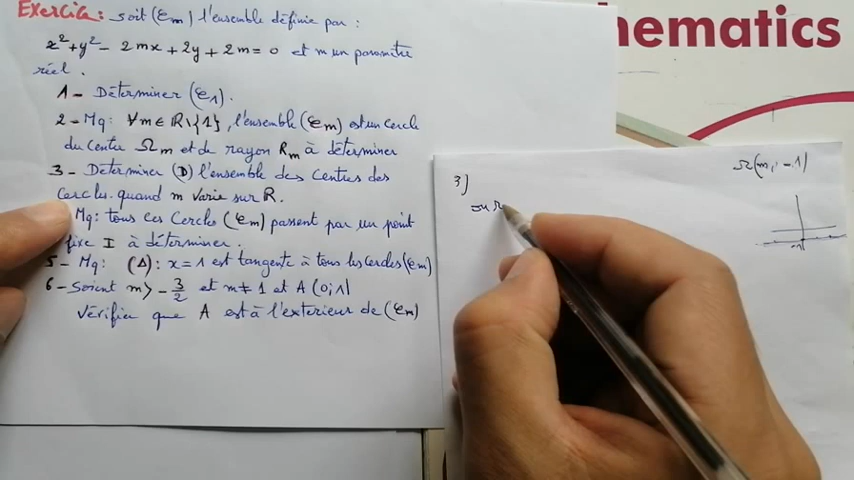 Exercice: soit (𝒞m) l'ensemble définie par :
x²+y² - 2mx + 2y + 2m = 0 et m un paramètre
réel.
1 - Déterminer (𝒞1).
2 - Mq: ∀m ∈ ℝ\{1}, l'ensemble (𝒞m) est un cercle
du centre Ωm et de rayon Rm à déterminer
3 - Déterminer (D) l'ensemble des centres des
cercles quand m varie sur ℝ.
Mq: tous ces cercles (𝒞m) passent par un point
fixe I à déterminer.
5 - Mq: (Δ): x = 1 est tangente à tous les cercles (𝒞m)
6 - Soient m > -3/2 et m ≠ 1 et A(0;1)
Vérifier que A est à l'exterieur de (𝒞m)
hematics
Ω(m, -1)
3)
on
-1